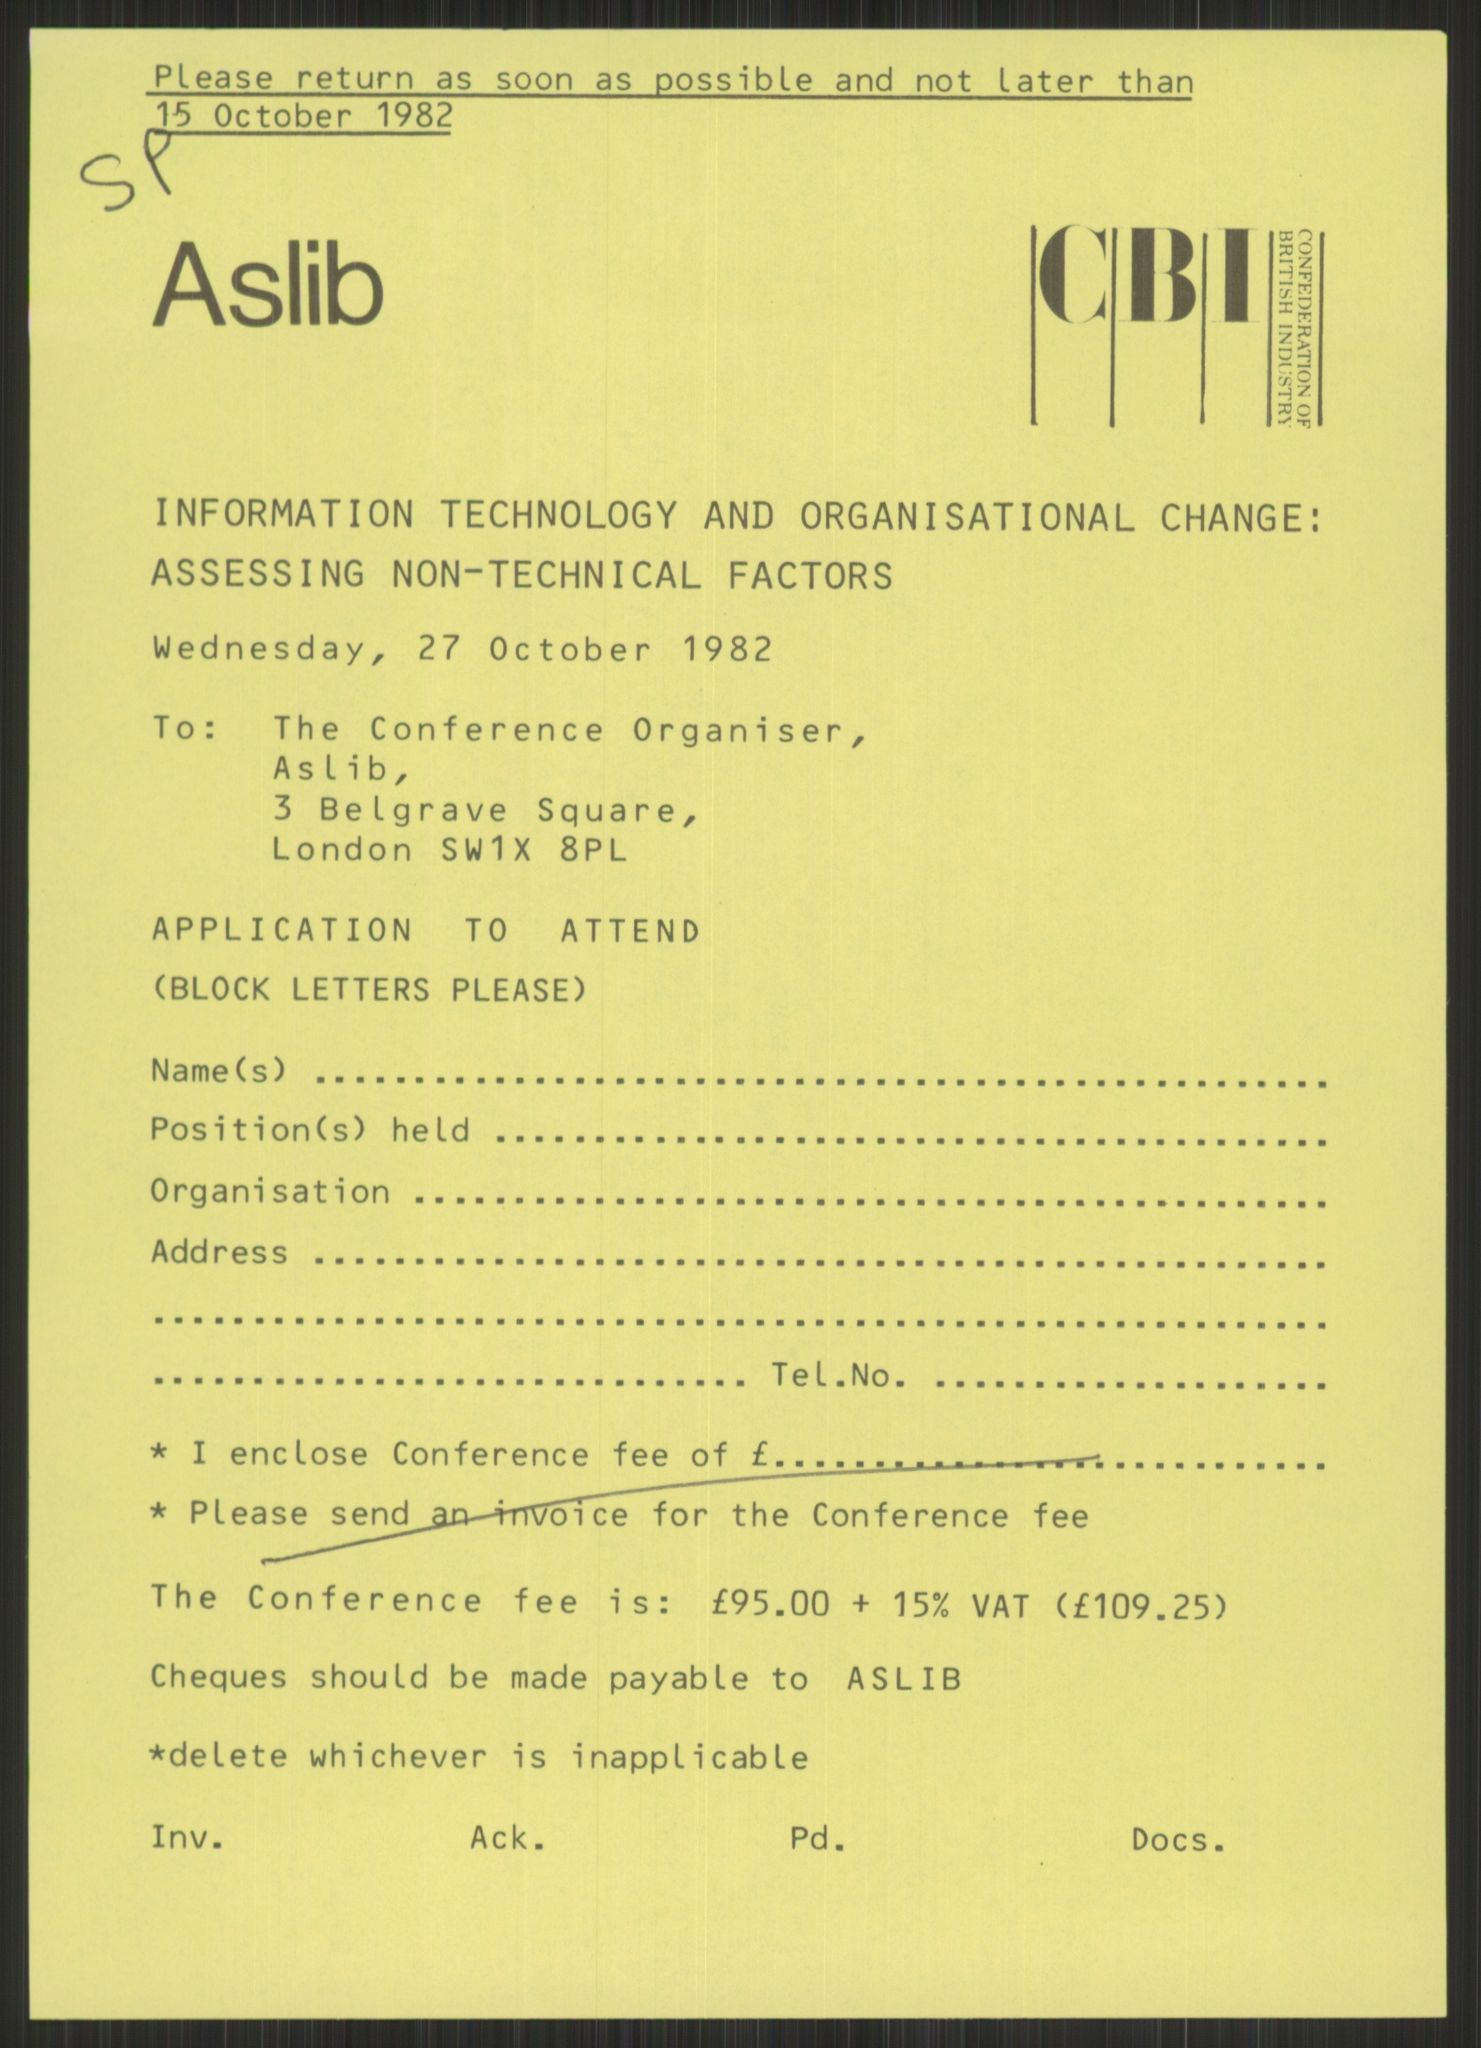 Please return as soon as possible and not later than
15 October 1982
SP
Aslib
CBI
CONFEDERATION OF
BRITISH INDUSTRY
INFORMATION TECHNOLOGY AND ORGANISATIONAL CHANGE:
ASSESSING NON-TECHNICAL FACTORS
Wednesday, 27 October 1982
To: The Conference Organiser,
Aslib,
3 Belgrave Square,
London SW1X 8PL
APPLICATION TO ATTEND
(BLOCK LETTERS PLEASE)
Name(s) ...................................................
Position(s) held ..........................................
Organisation ..............................................
Address ...................................................
...........................................................
.............................. Tel.No. ....................
* I enclose Conference fee of £............................
* Please send an invoice for the Conference fee
The Conference fee is: £95.00 + 15% VAT (£109.25)
Cheques should be made payable to ASLIB
*delete whichever is inapplicable
Inv. Ack. Pd. Docs.